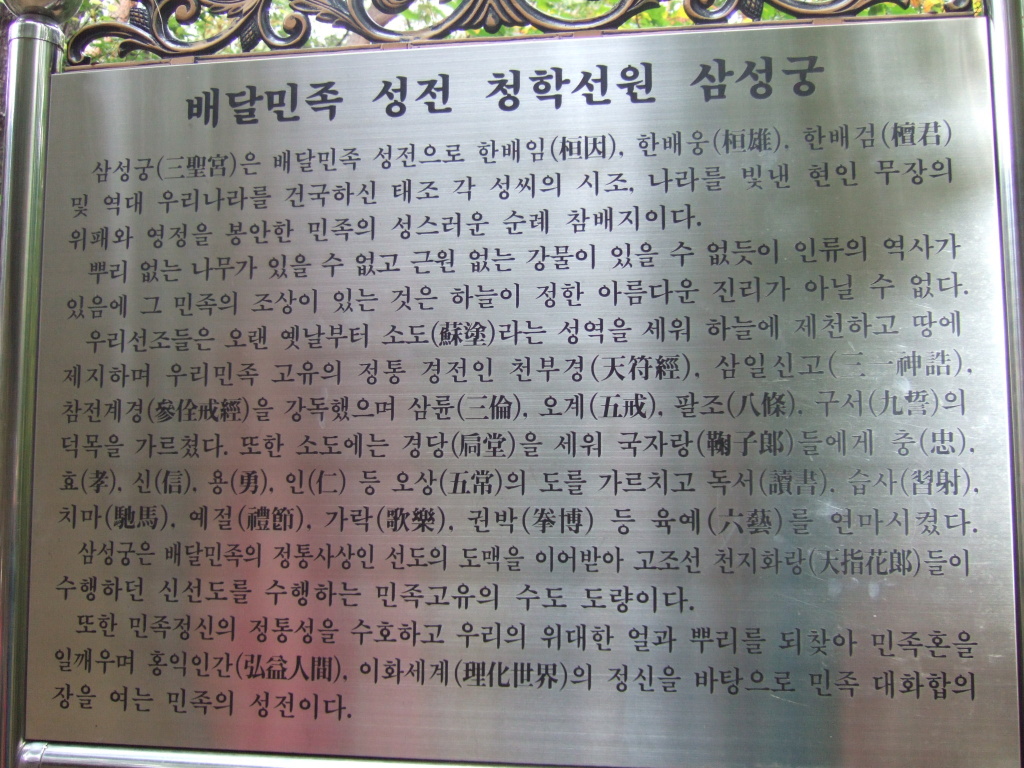 배달민족 성전 청학선원 삼성궁
삼성궁(三聖宮)은 배달민족 성전으로 한배임(桓因), 한배웅(桓雄), 한배검(檀君)
및 역대 우리나라를 건국하신 태조 각 성씨의 시조, 나라를 빛낸 현인 무장의
위패와 영정을 봉안한 민족의 성스러운 순례 참배지이다.
뿌리 없는 나무가 있을 수 없고 근원 없는 강물이 있을 수 없듯이 인류의 역사가
있음에 그 민족의 조상이 있는 것은 하늘이 정한 아름다운 진리가 아닐 수 없다.
우리선조들은 오랜 옛날부터 소도(蘇塗)라는 성역을 세워 하늘에 제천하고 땅에
제지하며 우리민족 고유의 정통 경전인 천부경(天符經), 삼일신고(三一神誥),
참전계경(參佺戒經)을 강독했으며 삼륜(三倫), 오계(五戒), 팔조(八條), 구서(九誓)의
덕목을 가르쳤다. 또한 소도에는 경당(扃堂)을 세워 국자랑(鞠子郎)들에게 충(忠),
효(孝), 신(信), 용(勇), 인(仁) 등 오상(五常)의 도를 가르치고 독서(讀書), 습사(習射),
치마(馳馬), 예절(禮節), 가락(歌樂), 권박(拳博) 등 육예(六藝)를 연마시켰다.
삼성궁은 배달민족의 정통사상인 선도의 도맥을 이어받아 고조선 천지화랑(天指花郎)들이
수행하던 신선도를 수행하는 민족고유의 수도 도량이다.
또한 민족정신의 정통성을 수호하고 우리의 위대한 얼과 뿌리를 되찾아 민족혼을
일깨우며 홍익인간(弘益人間), 이화세계(理化世界)의 정신을 바탕으로 민족 대화합의
장을 여는 민족의 성전이다.